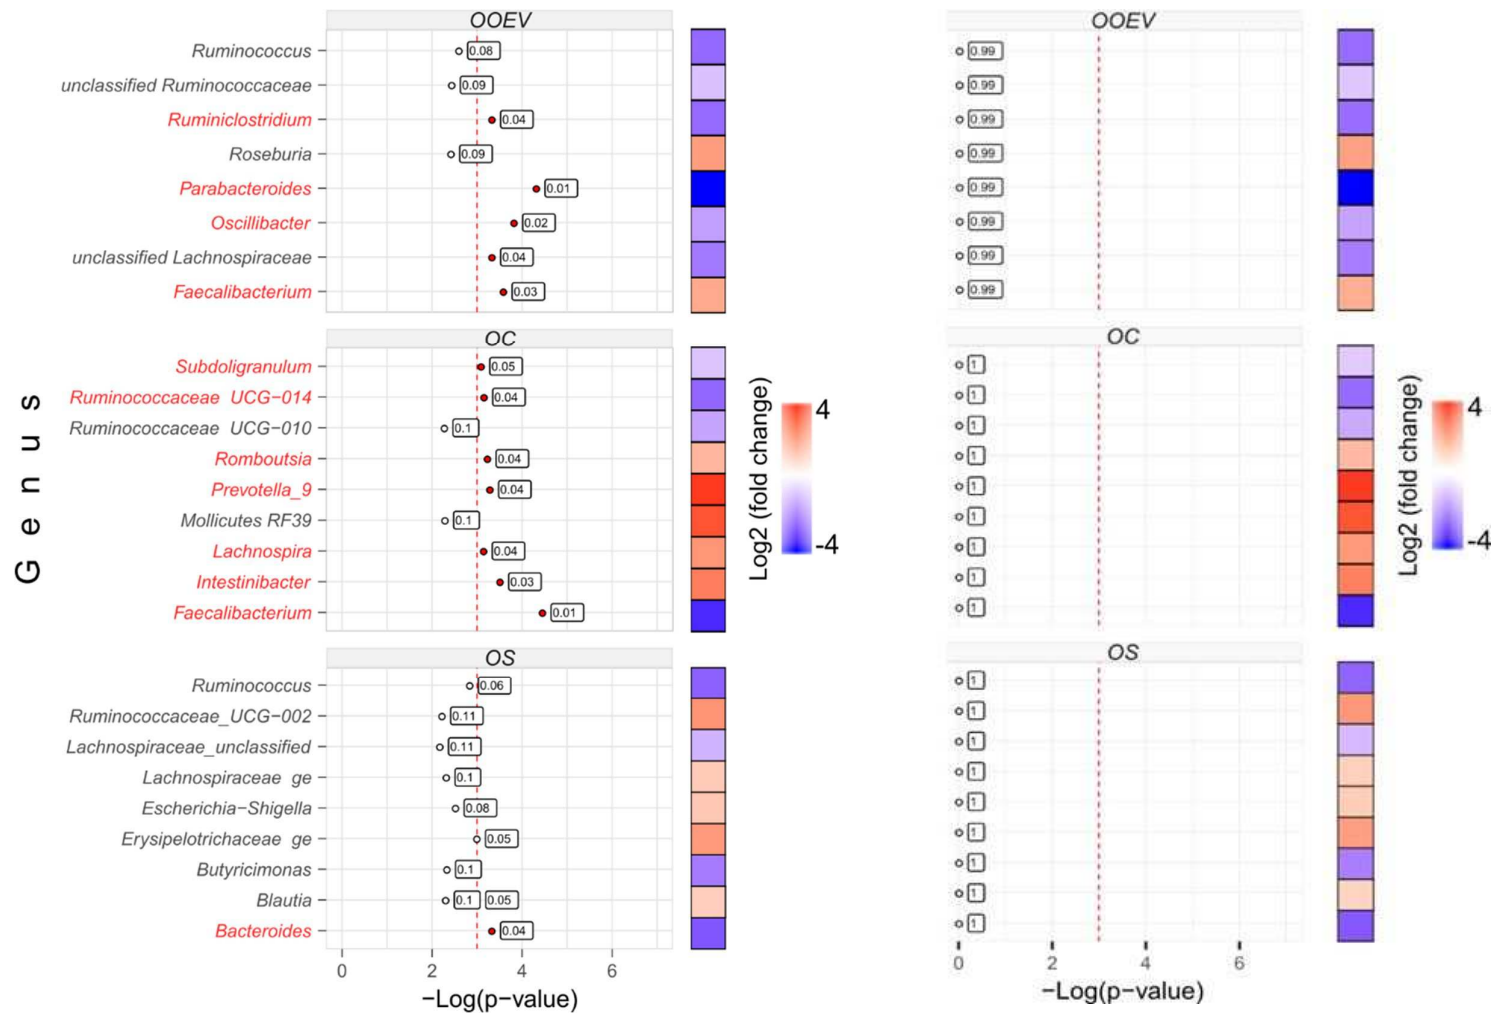 OOEV
Ruminococcus
0.08
unclassified Ruminococcaceae
0.09
Ruminiclostridium
0.04
Roseburia
0.09
Parabacteroides
0.01
Oscillibacter
0.02
unclassified Lachnospiraceae
0.04
Faecalibacterium
0.03
OC
Subdoligranulum
0.05
Ruminococcaceae UCG-014
0.04
Ruminococcaceae UCG-010
0.1
Romboutsia
0.04
Prevotella_9
0.04
Mollicutes RF39
0.1
Lachnospira
0.04
Intestinibacter
0.03
Faecalibacterium
0.01
OS
Ruminococcus
0.06
Ruminococcaceae_UCG-002
0.11
Lachnospiraceae_unclassified
0.11
Lachnospiraceae ge
0.1
Escherichia-Shigella
0.08
Erysipelotrichaceae ge
0.05
Butyricimonas
0.1
Blautia
0.1 0.05
Bacteroides
0.04
0 2 4 6
−Log(p−value)
Genus
Log2 (fold change)
4
-4
OOEV
0.99
0.99
0.99
0.99
0.99
0.99
0.99
0.99
OC
1
1
1
1
1
1
1
1
1
OS
1
1
1
1
1
1
1
1
1
0 2 4 6
−Log(p−value)
Log2 (fold change)
4
-4